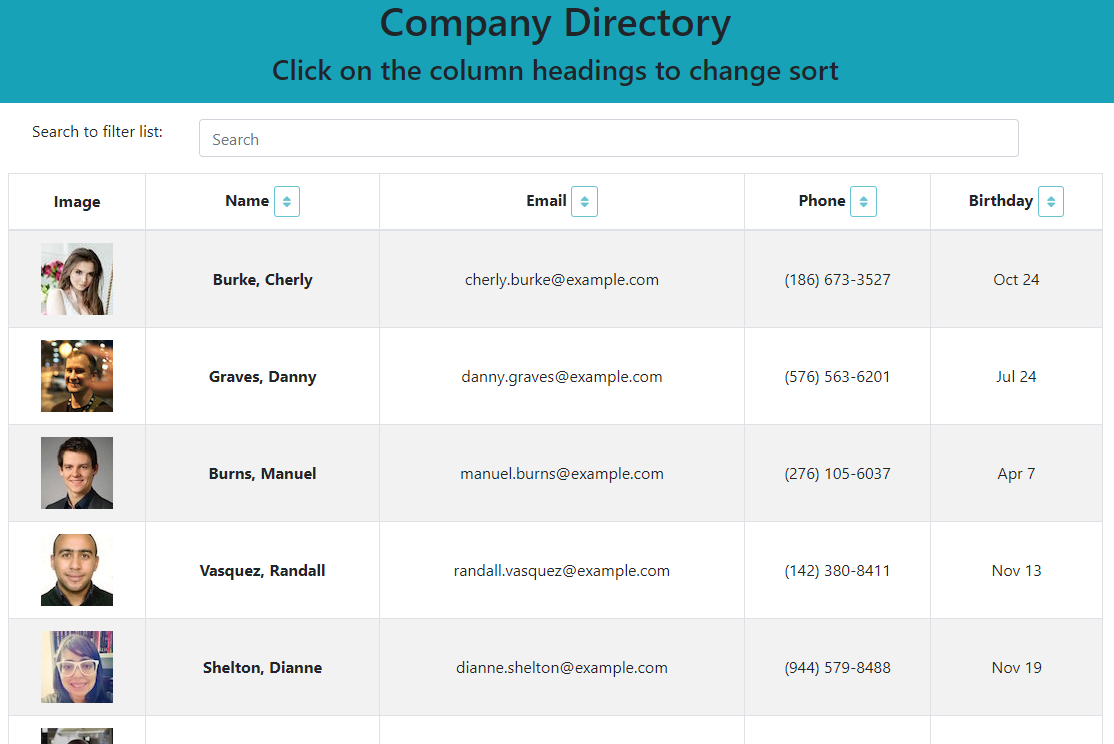 Company Directory
Click on the column headings to change sort
Search to filter list: Search
Image Name Email Phone Birthday
Burke, Cherly cherly.burke@example.com (186) 673-3527 Oct 24
Graves, Danny danny.graves@example.com (576) 563-6201 Jul 24
Burns, Manuel manuel.burns@example.com (276) 105-6037 Apr 7
Vasquez, Randall randall.vasquez@example.com (142) 380-8411 Nov 13
Shelton, Dianne dianne.shelton@example.com (944) 579-8488 Nov 19